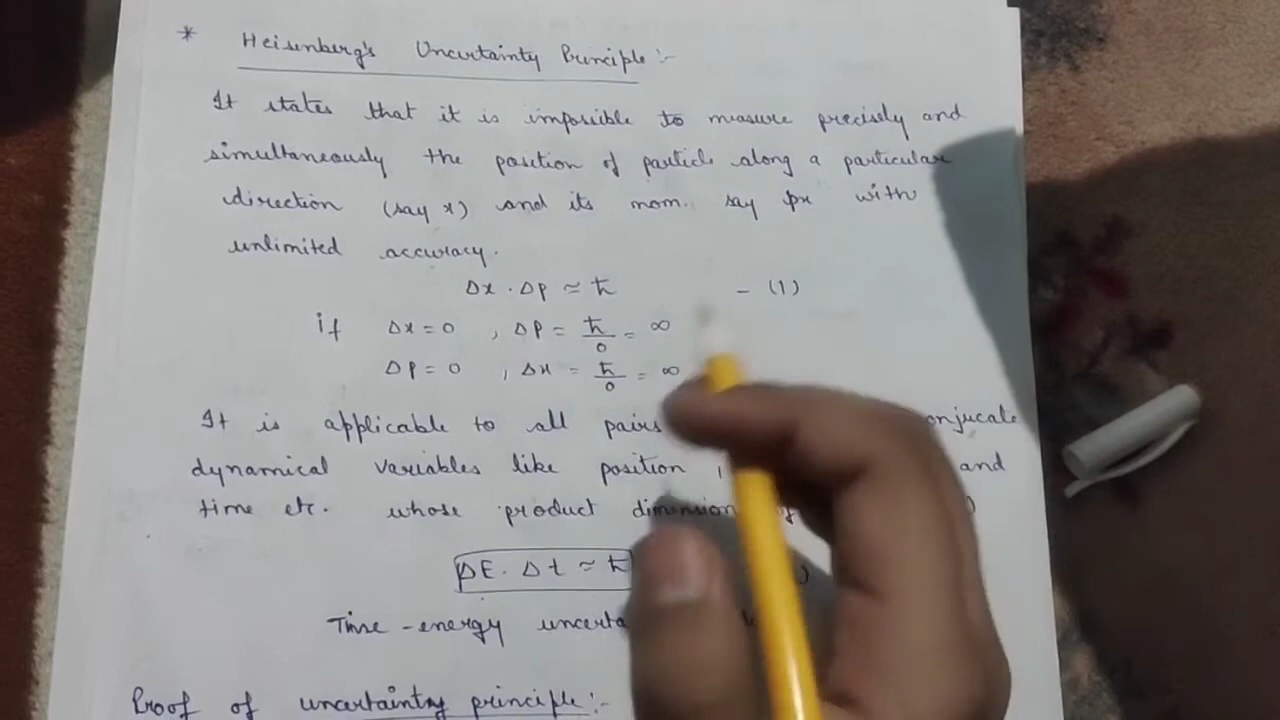 * Heisenberg's Uncertainty Principle :-
It states that it is impossible to measure precisely and
simultaneously the position of particle along a particular
direction (say x) and its mom. say px with
unlimited accuracy.
Δx . Δp ≃ ħ - (1)
if Δx = 0 , Δp = ħ/0 = ∞
Δp = 0 , Δx = ħ/0 = ∞
It is applicable to all pairs onjucate
dynamical variables like position , and
time etc. whose product dimension of )
ΔE . Δt ≃ ħ )
Time - energy uncerta
Proof of uncertainty principle :-